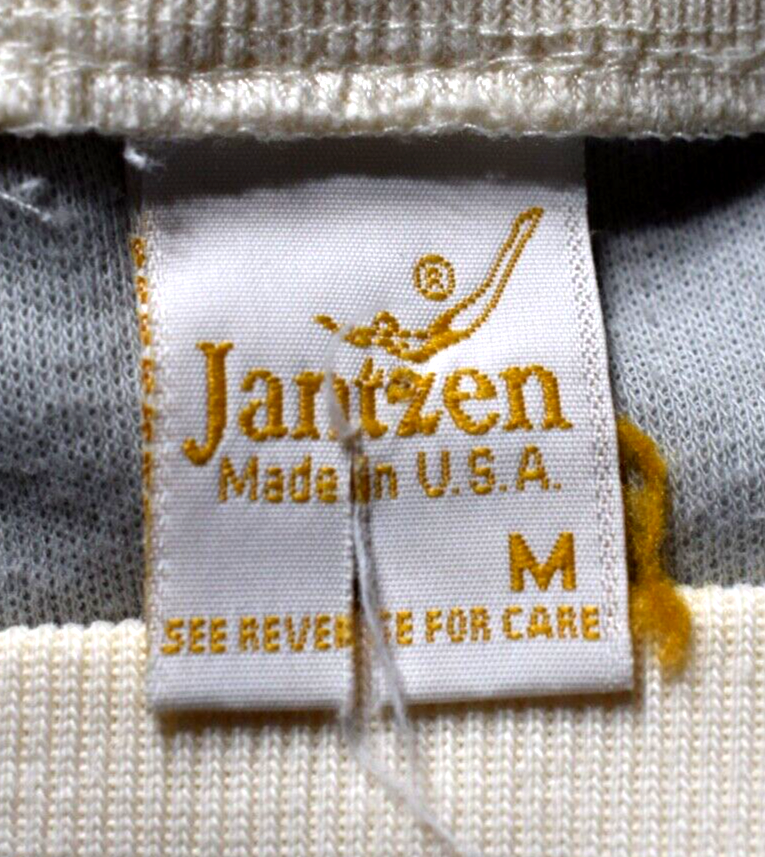 ®
Jantzen
Made in U.S.A.
M
SEE REVERSE FOR CARE